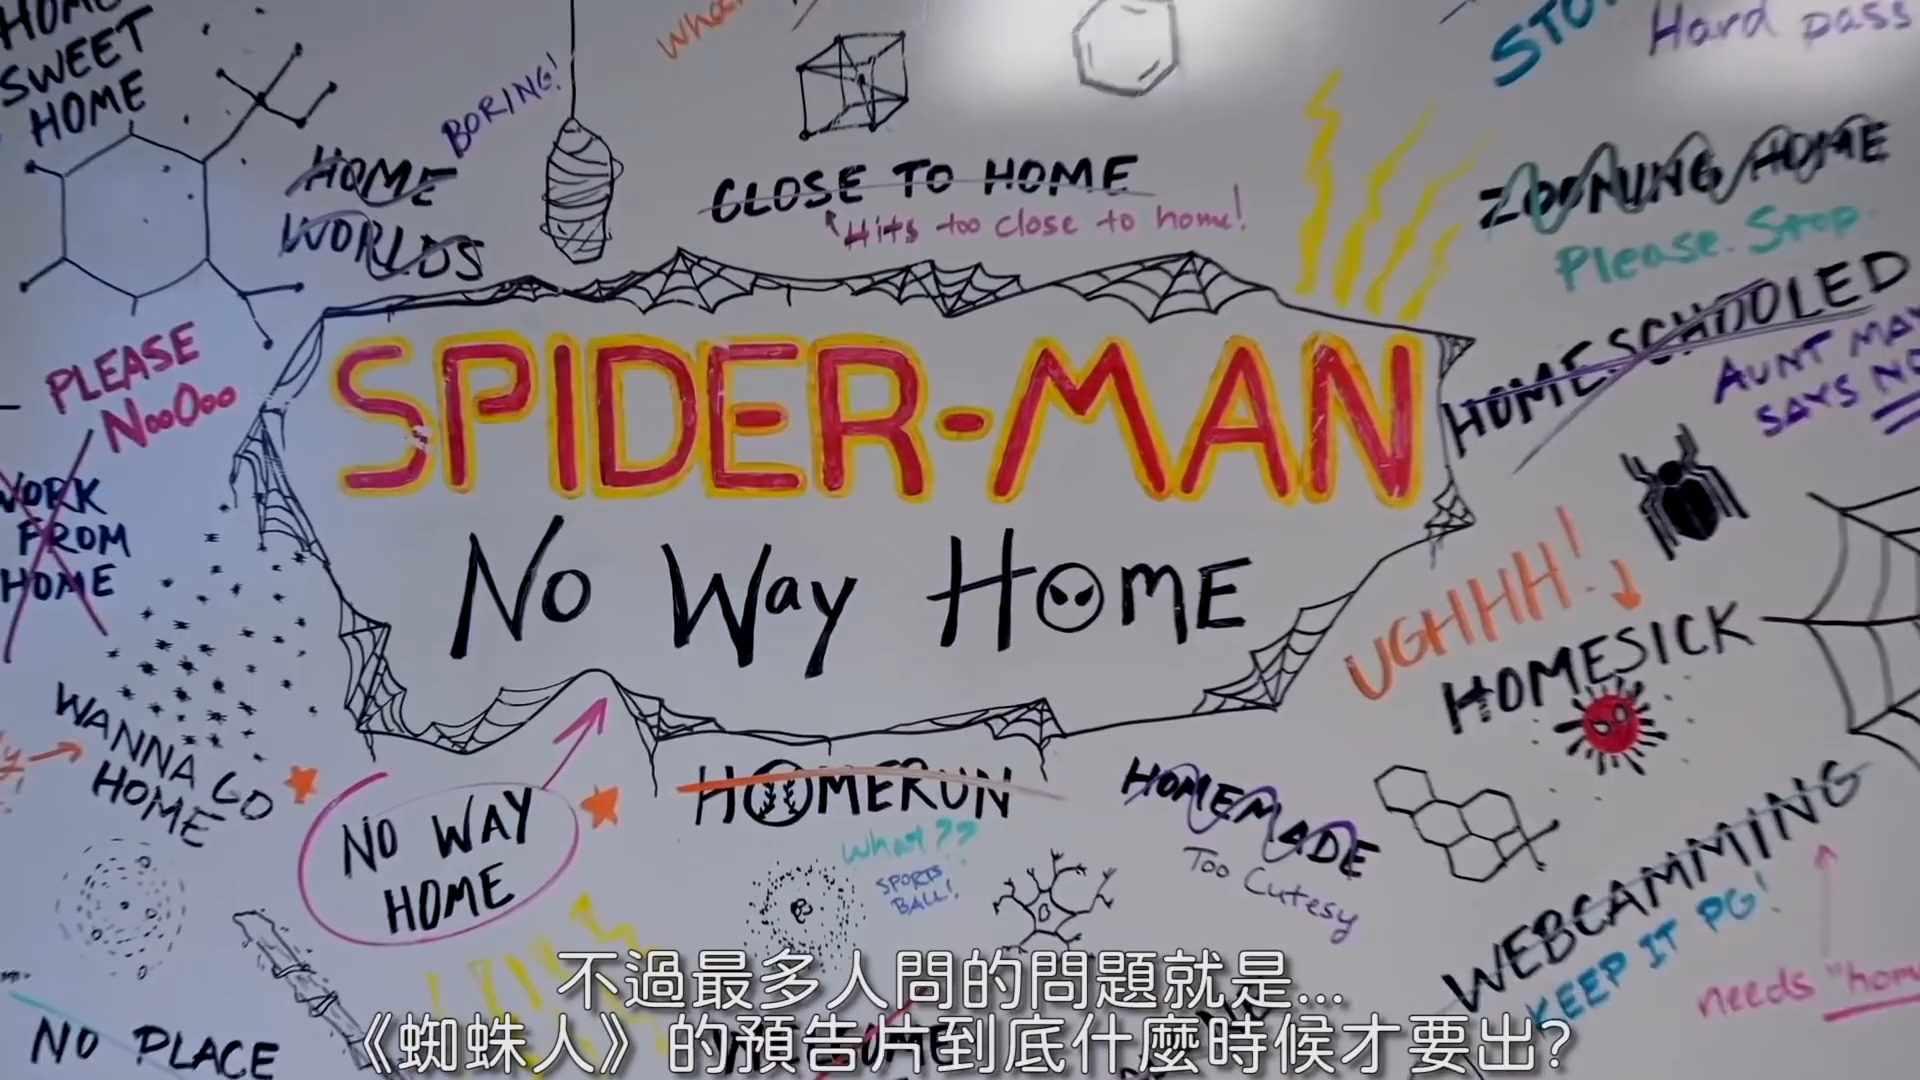 SWEET
HOME
HOME
WORLDS
BORING!
Hard pass
CLOSE TO HOME
Hits too close to home!
ZOOMING HOME
Please. Stop.
HOMESCHOOLED
AUNT MAY
SAYS NO
PLEASE
NooOoo
WORK
FROM
HOME
SPIDER-MAN
No Way Home
UGHHH!
HOMESICK
WANNA GO
HOME
NO WAY
HOME
HOMERUN
what??
SPORTS
BALL!
HOMEMADE
Too Cutesy
WEBCAMMING
KEEP IT PG!
needs "home
NO PLACE
不過最多人問的問題就是...
《蜘蛛人》的預告片到底什麼時候才要出?